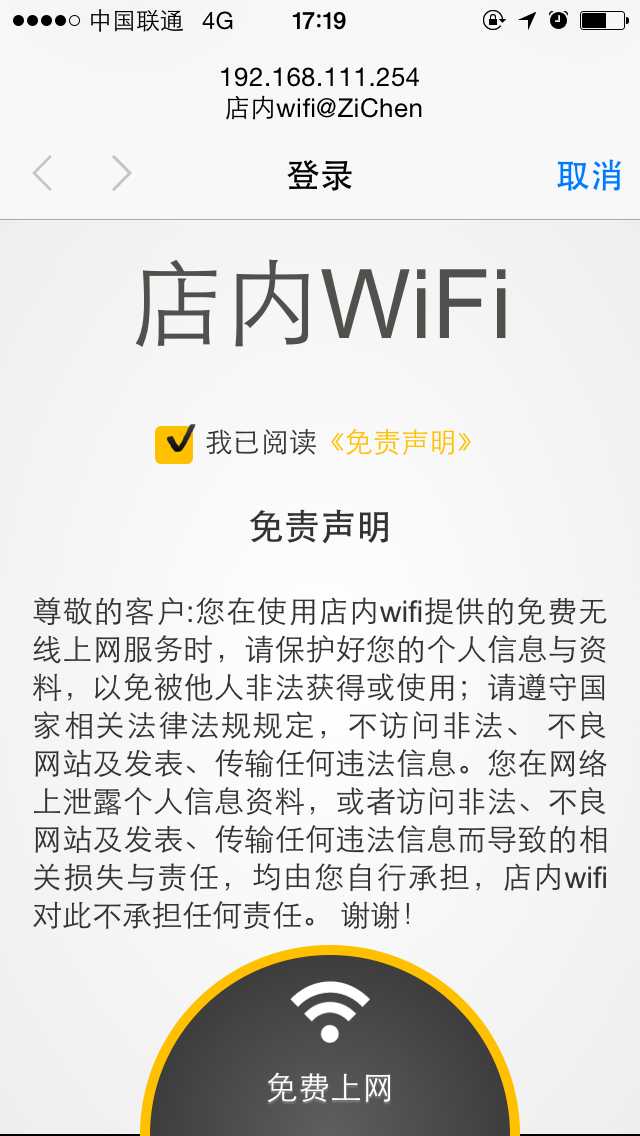 中国联通 4G 17:19
192.168.111.254
店内wifi@ZiChen
登录 取消
店内WiFi
我已阅读《免责声明》
免责声明
尊敬的客户:您在使用店内wifi提供的免费无
线上网服务时，请保护好您的个人信息与资
料，以免被他人非法获得或使用；请遵守国
家相关法律法规规定，不访问非法、 不良
网站及发表、传输任何违法信息。您在网络
上泄露个人信息资料，或者访问非法、不良
网站及发表、传输任何违法信息而导致的相
关损失与责任，均由您自行承担，店内wifi
对此不承担任何责任。 谢谢！
免费上网